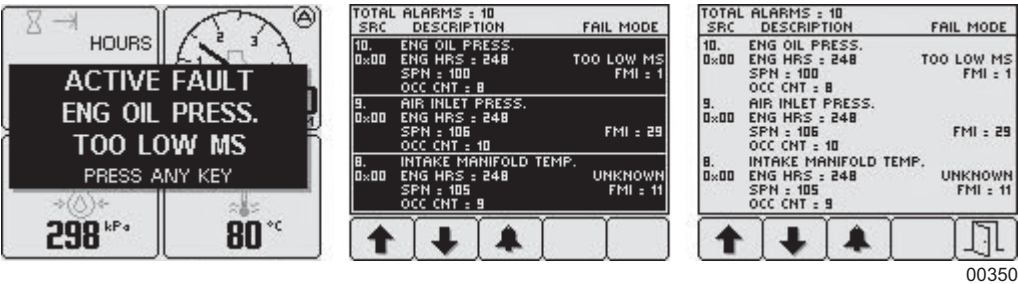 HOURS
2
3
ACTIVE FAULT
ENG OIL PRESS.
TOO LOW MS
PRESS ANY KEY
298 kPa
80 °C
TOTAL ALARMS : 10
SRC DESCRIPTION FAIL MODE
10. ENG OIL PRESS.
0x00 ENG HRS : 248 TOO LOW MS
SPN : 100 FMI : 1
OCC CNT : 8
9. AIR INLET PRESS.
0x00 ENG HRS : 248
SPN : 106 FMI : 29
OCC CNT : 10
8. INTAKE MANIFOLD TEMP.
0x00 ENG HRS : 248 UNKNOWN
SPN : 105 FMI : 11
OCC CNT : 9
TOTAL ALARMS : 10
SRC DESCRIPTION FAIL MODE
10. ENG OIL PRESS.
0x00 ENG HRS : 248 TOO LOW MS
SPN : 100 FMI : 1
OCC CNT : 8
9. AIR INLET PRESS.
0x00 ENG HRS : 248
SPN : 106 FMI : 29
OCC CNT : 10
8. INTAKE MANIFOLD TEMP.
0x00 ENG HRS : 248 UNKNOWN
SPN : 105 FMI : 11
OCC CNT : 9
00350